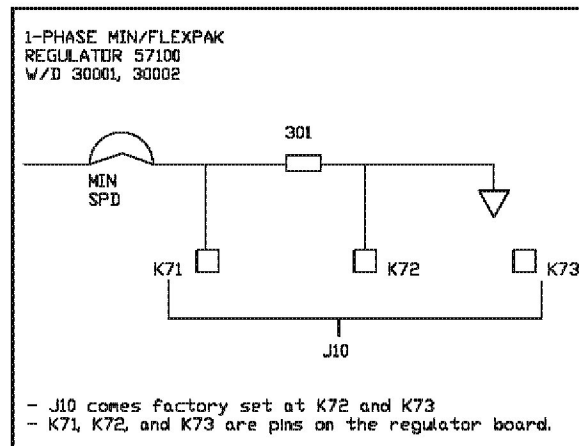 1-PHASE MIN/FLEXPAK
REGULATOR 57100
W/D 30001, 30002
301
MIN
SPD
K71
K72
K73
J10
- J10 comes factory set at K72 and K73
- K71, K72, and K73 are pins on the regulator board.